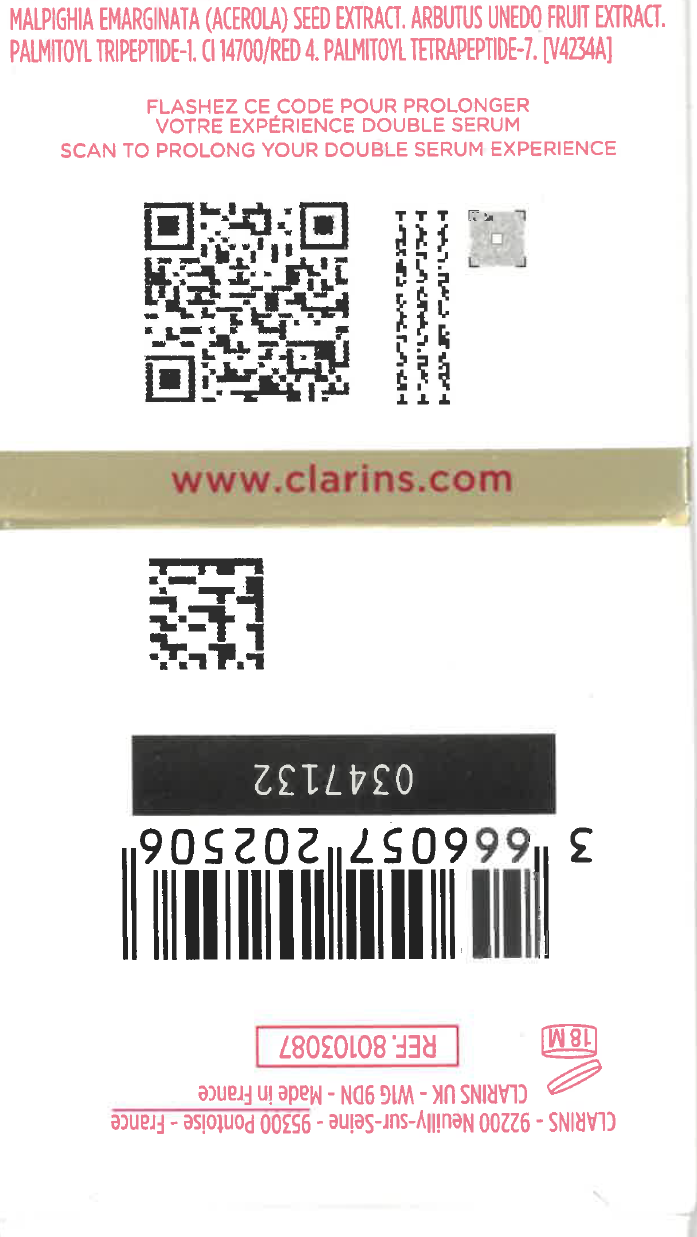 MALPIGHIA EMARGINATA (ACEROLA) SEED EXTRACT. ARBUTUS UNEDO FRUIT EXTRACT.
PALMITOYL TRIPEPTIDE-1. CI 14700/RED 4. PALMITOYL TETRAPEPTIDE-7. [V4234A]
FLASHEZ CE CODE POUR PROLONGER
VOTRE EXPÉRIENCE DOUBLE SERUM
SCAN TO PROLONG YOUR DOUBLE SERUM EXPERIENCE
www.clarins.com
0347132
3 666057 202506
REF. 80103087
18 M
CLARINS UK - W1G 9DN - Made in France
CLARINS - 92200 Neuilly-sur-Seine - 95300 Pontoise - France